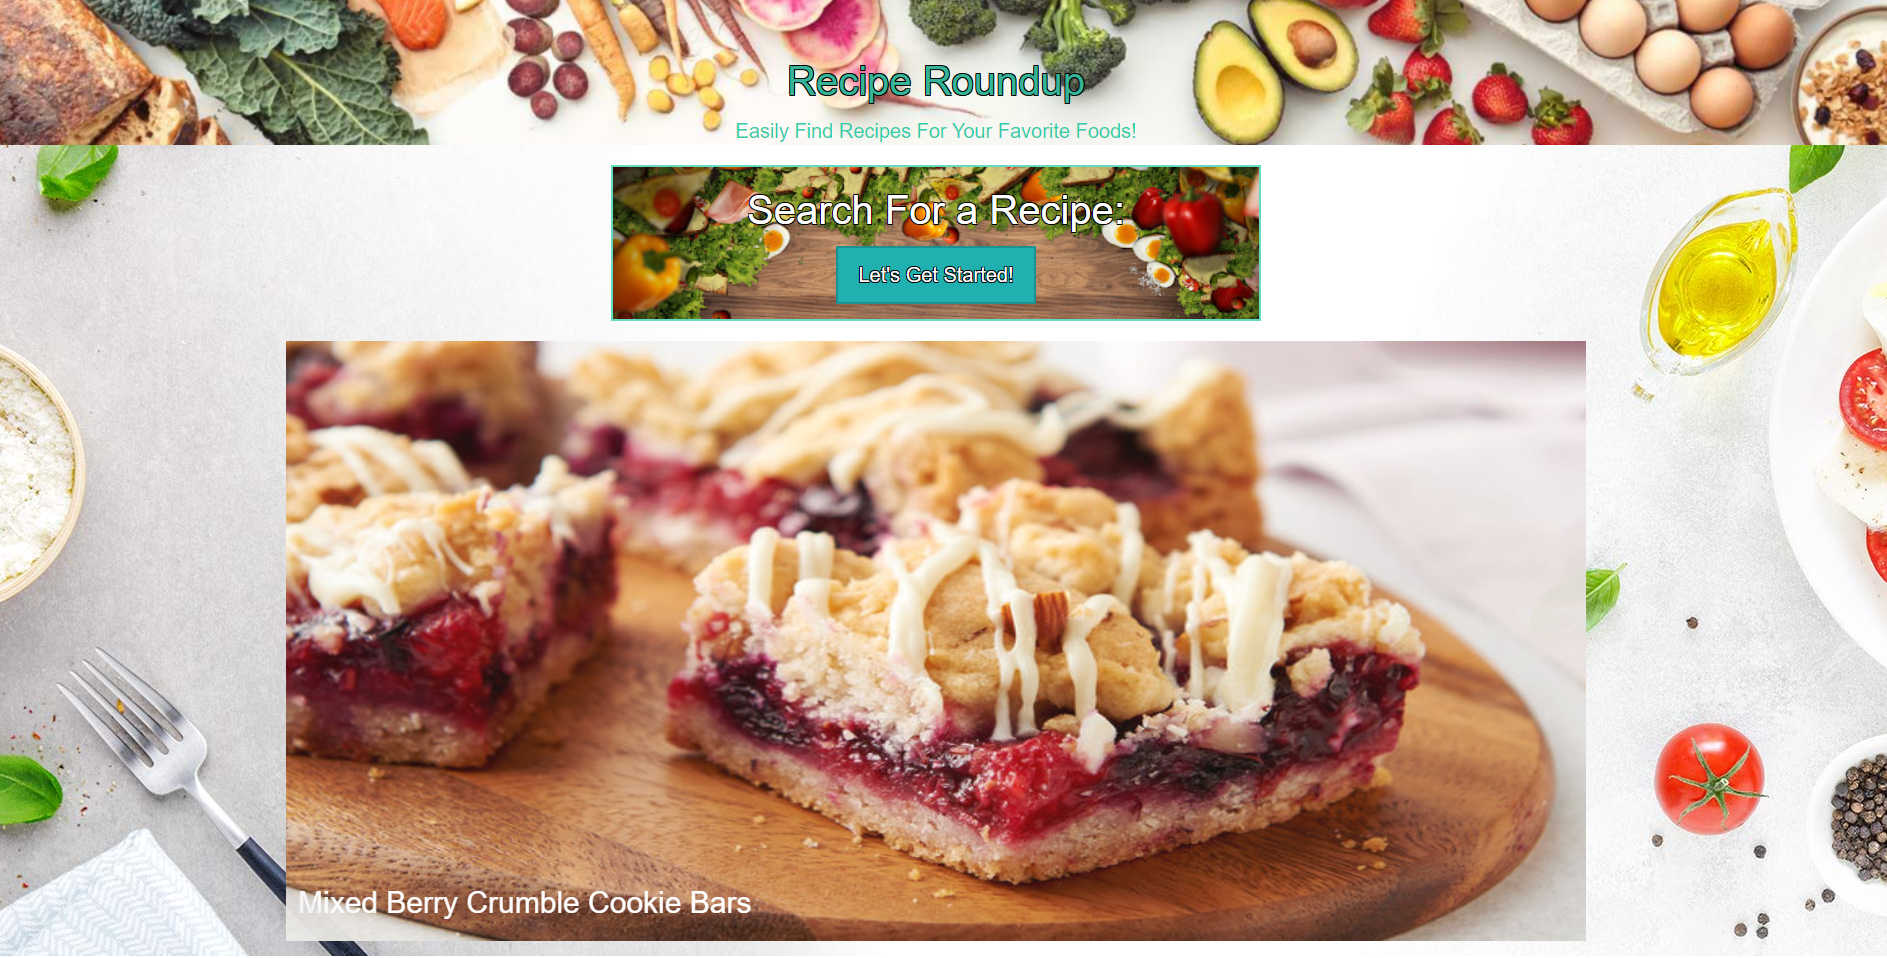 Recipe Roundup
Easily Find Recipes For Your Favorite Foods!
Search For a Recipe:
Let's Get Started!
Mixed Berry Crumble Cookie Bars